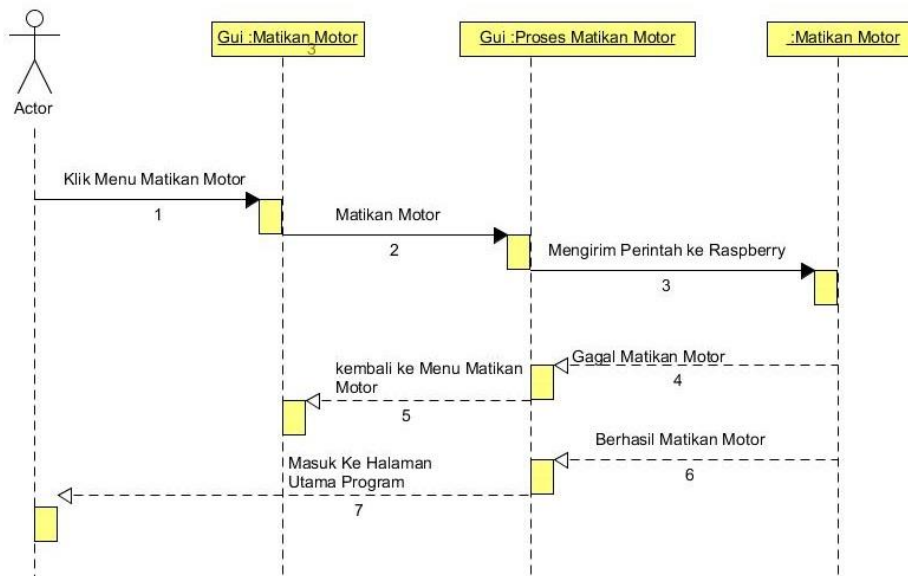 Gui :Matikan Motor
3
Gui :Proses Matikan Motor
:Matikan Motor
Actor
Klik Menu Matikan Motor
1
Matikan Motor
2
Mengirim Perintah ke Raspberry
3
Gagal Matikan Motor
4
kembali ke Menu Matikan
Motor
5
Berhasil Matikan Motor
6
Masuk Ke Halaman
Utama Program
7